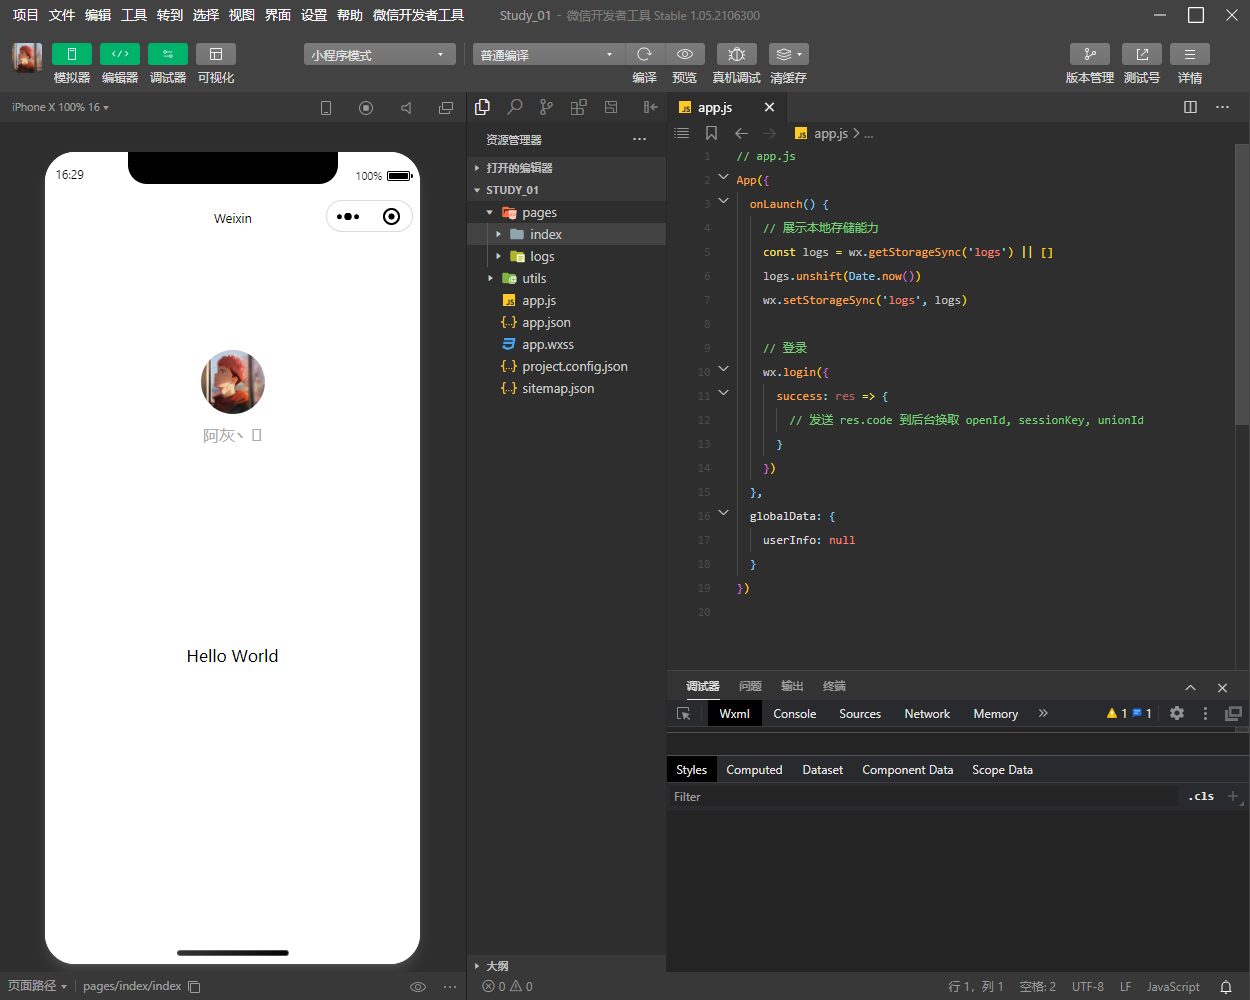 项目 文件 编辑 工具 转到 选择 视图 界面 设置 帮助 微信开发者工具 Study_01 - 微信开发者工具 Stable 1.05.2106300
模拟器 编辑器 调试器 可视化
小程序模式 普通编译
编译 预览 真机调试 清缓存
版本管理 测试号 详情
iPhone X 100% 16
16:29
100%
Weixin
阿灰丶
Hello World
页面路径 pages/index/index
资源管理器
打开的编辑器
STUDY_01
pages
index
logs
utils
JS app.js
{..} app.json
app.wxss
{..} project.config.json
{..} sitemap.json
大纲
0 0
JS app.js
JS app.js > ...
1 // app.js
2 App({
3 onLaunch() {
4 // 展示本地存储能力
5 const logs = wx.getStorageSync('logs') || []
6 logs.unshift(Date.now())
7 wx.setStorageSync('logs', logs)
8
9 // 登录
10 wx.login({
11 success: res => {
12 // 发送 res.code 到后台换取 openId, sessionKey, unionId
13 }
14 })
15 },
16 globalData: {
17 userInfo: null
18 }
19 })
20
调试器 问题 输出 终端
Wxml Console Sources Network Memory » 1 1
Styles Computed Dataset Component Data Scope Data
Filter .cls +
行 1，列 1 空格: 2 UTF-8 LF JavaScript